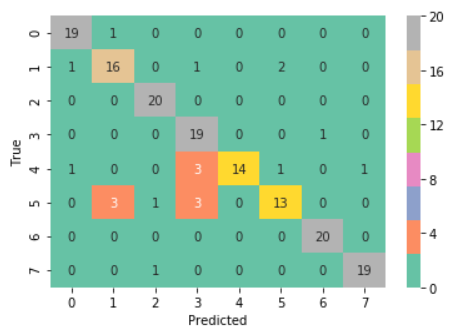 0 19 1 0 0 0 0 0 0
1 1 16 0 1 0 2 0 0
2 0 0 20 0 0 0 0 0
3 0 0 0 19 0 0 1 0
4 1 0 0 3 14 1 0 1
5 0 3 1 3 0 13 0 0
6 0 0 0 0 0 0 20 0
7 0 0 1 0 0 0 0 19
0 1 2 3 4 5 6 7
Predicted
True
20
16
12
8
4
0